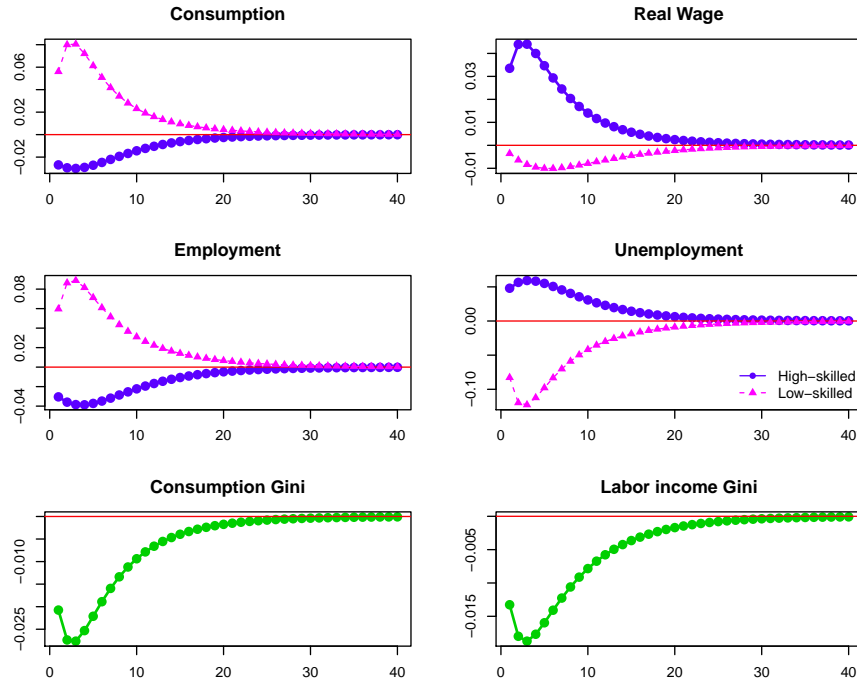 Consumption
0.06
0.02
−0.02
0 10 20 30 40
Real Wage
0.03
0.01
−0.01
0 10 20 30 40
Employment
0.08
0.02
−0.04
0 10 20 30 40
Unemployment
0.00
−0.10
High−skilled
Low−skilled
0 10 20 30 40
Consumption Gini
−0.010
−0.025
0 10 20 30 40
Labor income Gini
−0.005
−0.015
0 10 20 30 40